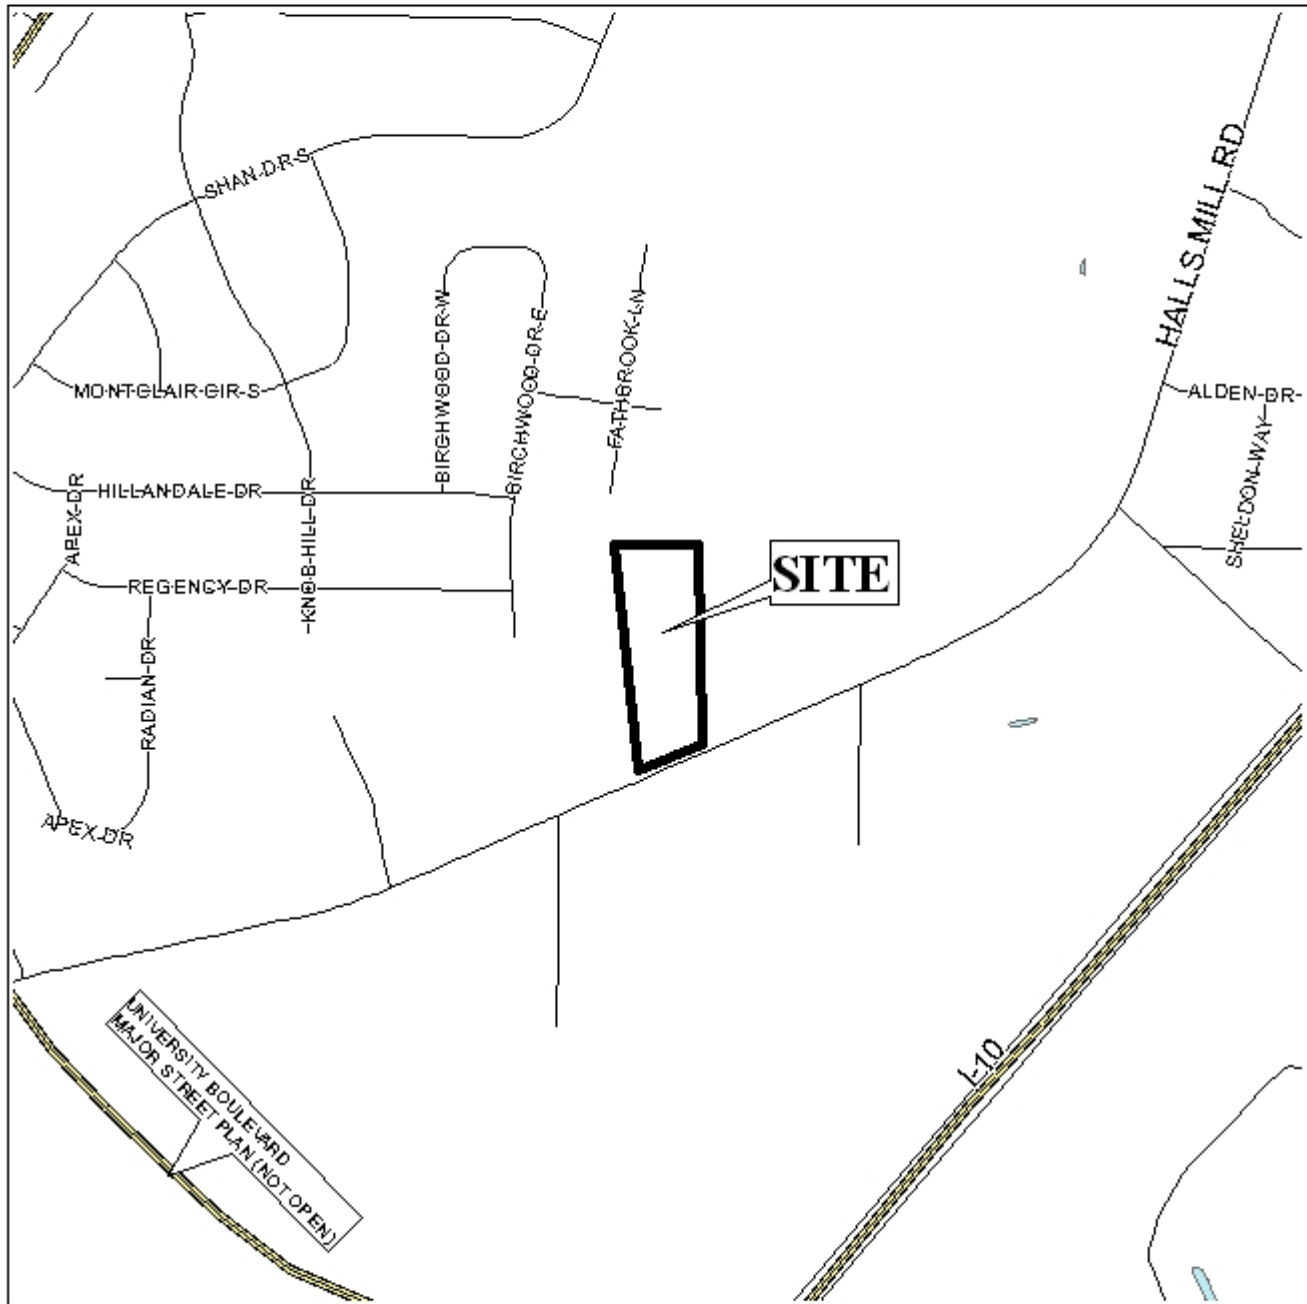 SHAN DR S
HALLS MILL RD
BIRCHWOOD DR W
BIRCHWOOD DR E
FATHBROOK LN
MONTCLAIR CIR S
ALDEN DR
SHELDON WAY
APEX DR
HILLANDALE DR
KNOB HILL DR
REGENCY DR
SITE
RADIAN DR
APEX DR
UNIVERSITY BOULEVARD
MAJOR STREET PLAN (NOT OPEN)
I-10